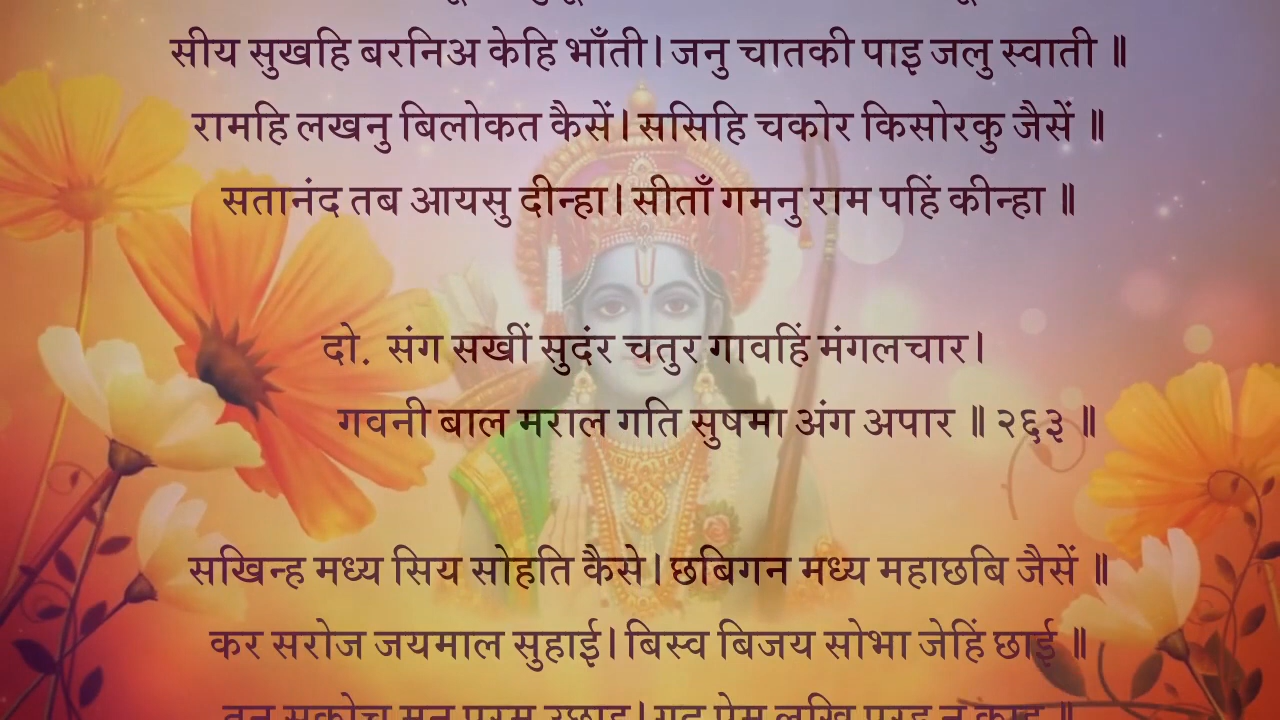 सीय सुखहि बरनिअ केहि भाँती। जनु चातकी पाइ जलु स्वाती ॥
रामहि लखनु बिलोकत कैसें। ससिहि चकोर किसोरकु जैसें ॥
सतानंद तब आयसु दीन्हा। सीताँ गमनु राम पहिं कीन्हा ॥
दो. संग सखीं सुदंर चतुर गावहिं मंगलचार।
गवनी बाल मराल गति सुषमा अंग अपार ॥ २६३ ॥
सखिन्ह मध्य सिय सोहति कैसे। छबिगन मध्य महाछबि जैसें ॥
कर सरोज जयमाल सुहाई। बिस्व बिजय सोभा जेहिं छाई ॥